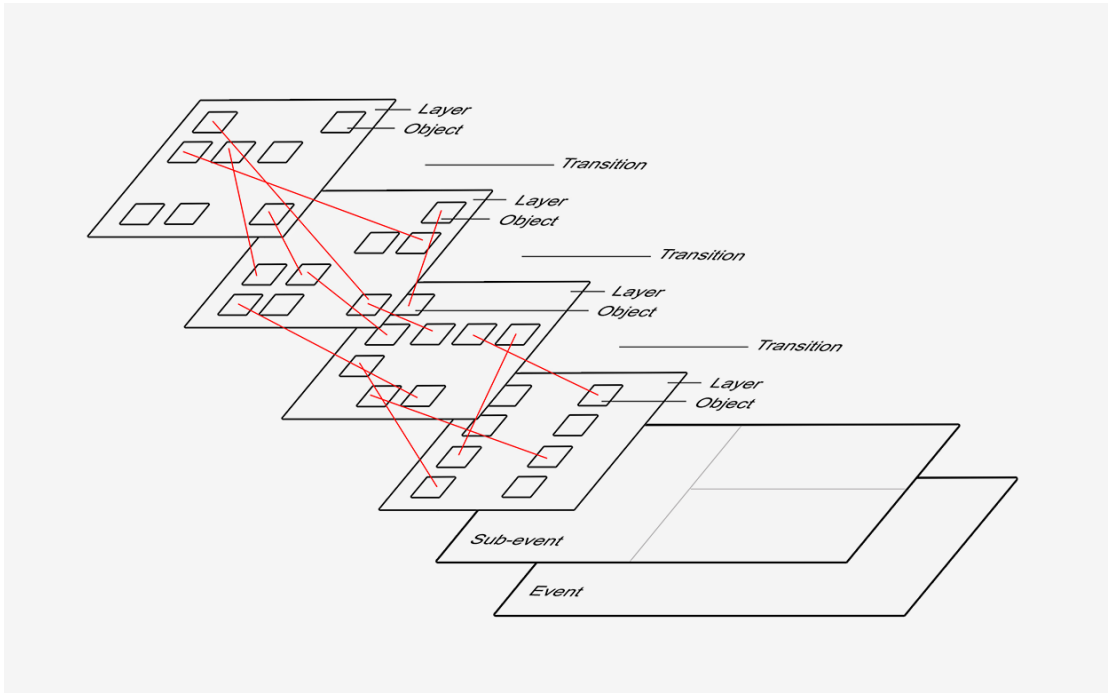 Layer
Object
Transition
Layer
Object
Transition
Layer
Object
Transition
Layer
Object
Sub-event
Event